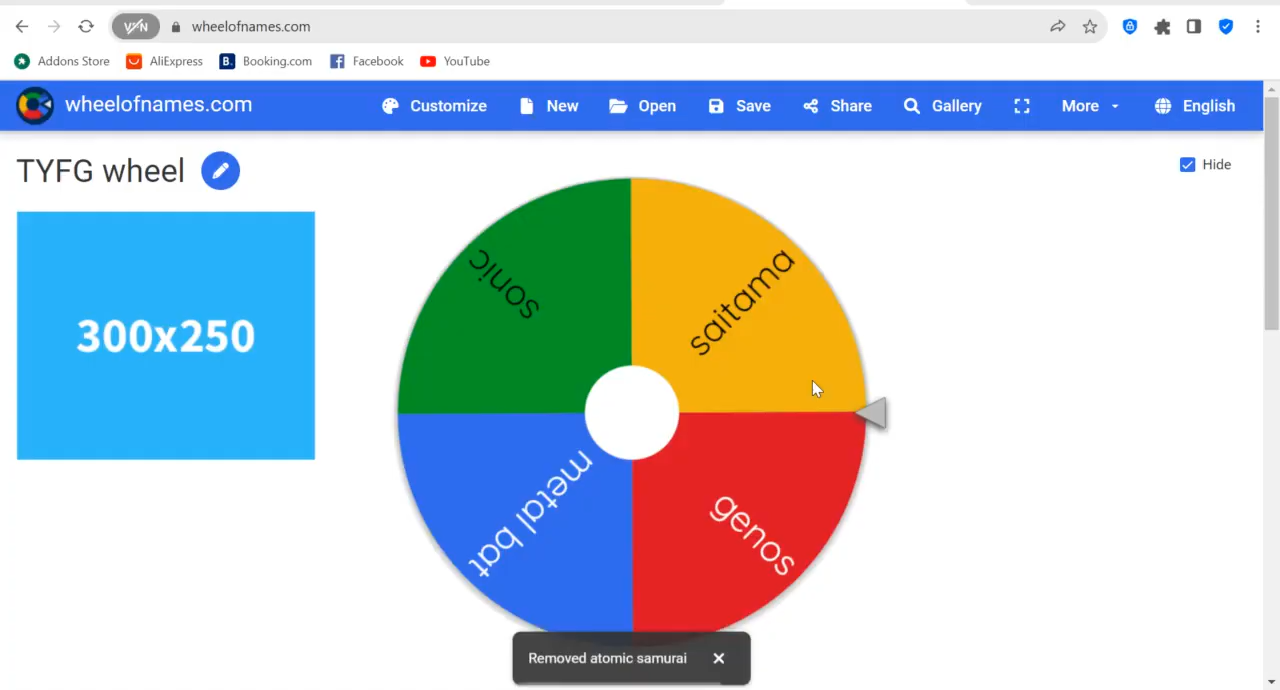 VPN wheelofnames.com
Addons Store AliExpress B. Booking.com Facebook YouTube
wheelofnames.com Customize New Open Save Share Gallery More English
TYFG wheel
Hide
300x250
sonic
saitama
metal bat
genos
Removed atomic samurai